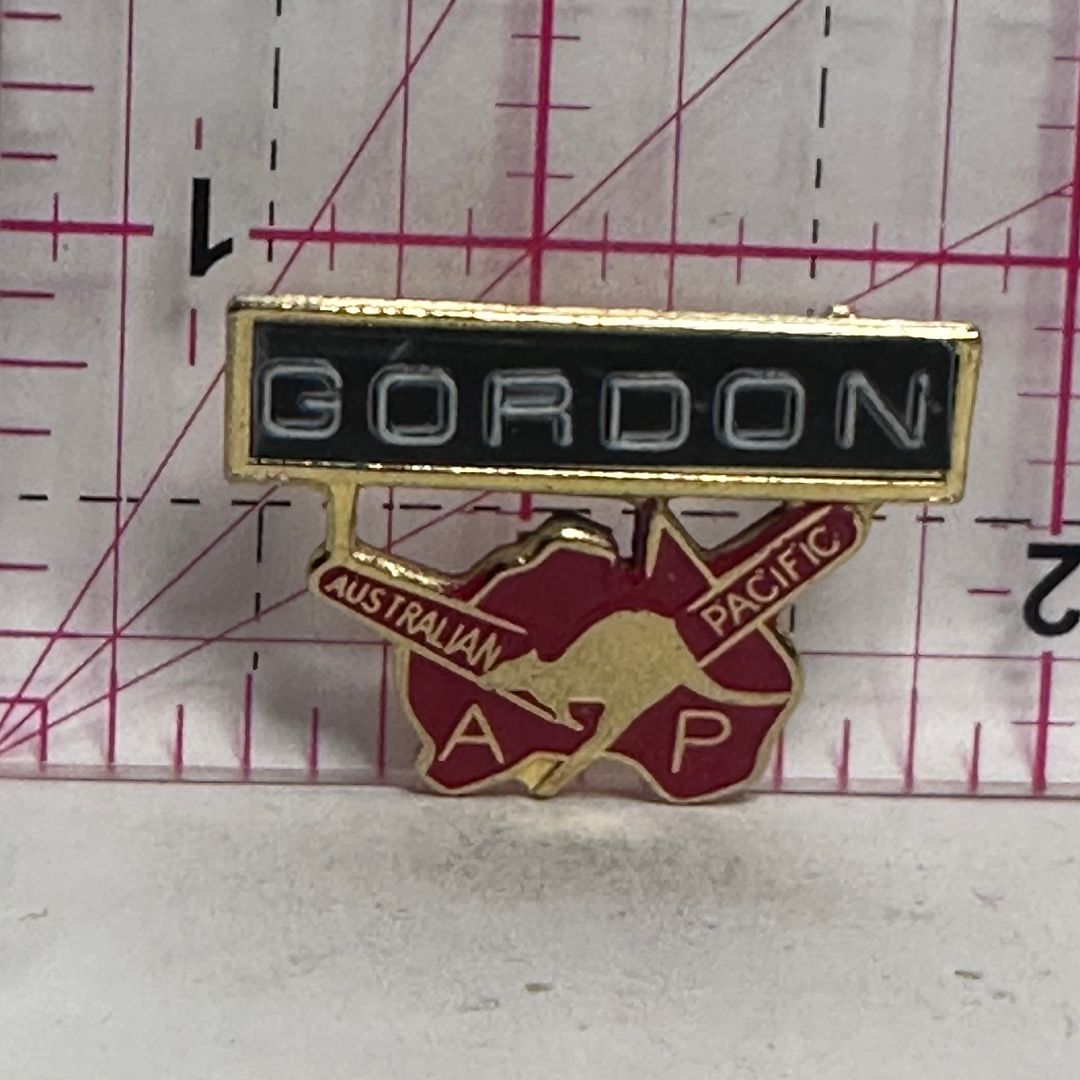 1
GORDON
2
AUSTRALIAN
PACIFIC
A P